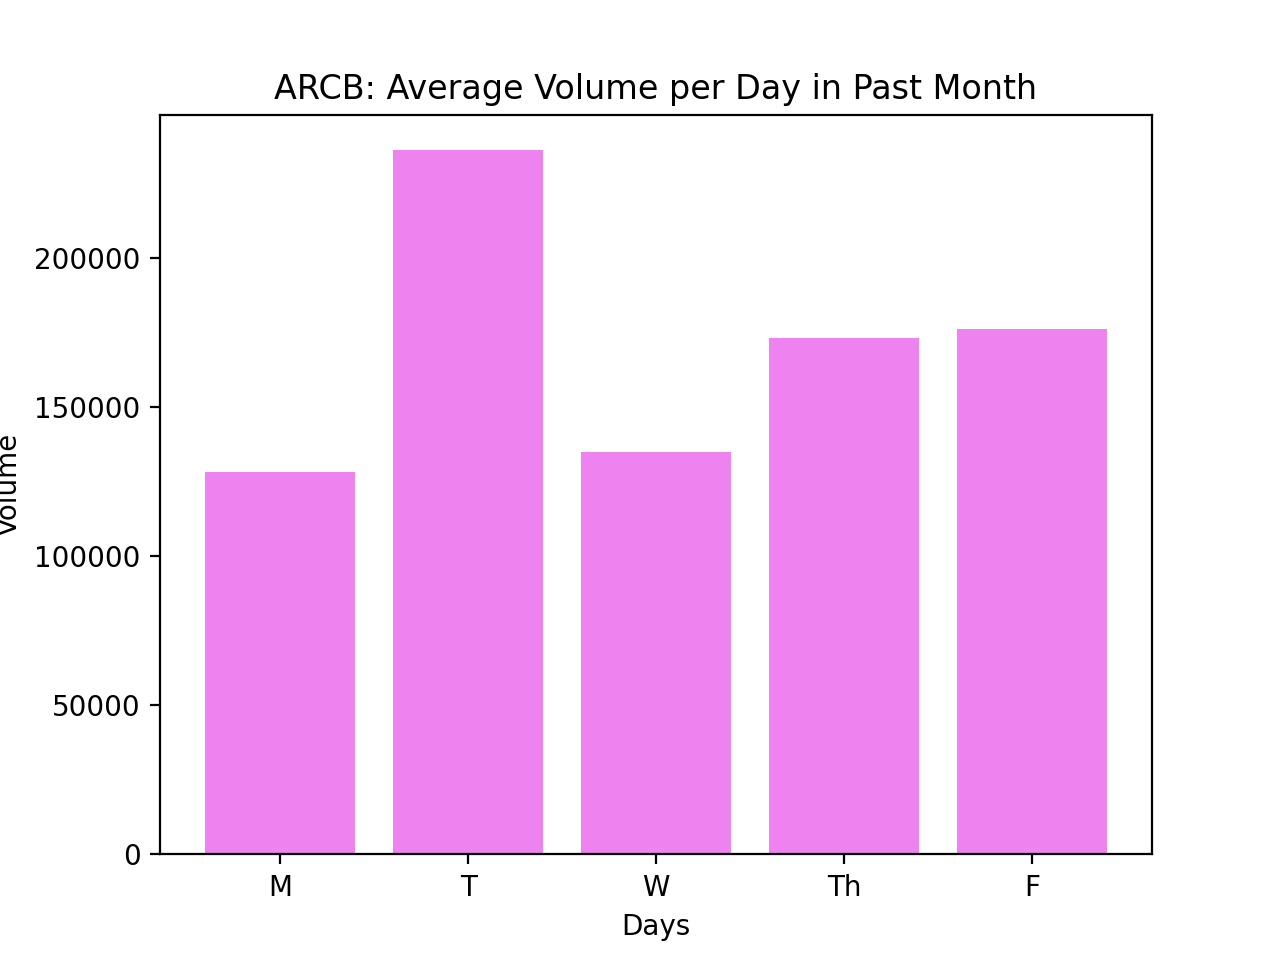 ARCB: Average Volume per Day in Past Month
Volume
200000
150000
100000
50000
0
M T W Th F
Days